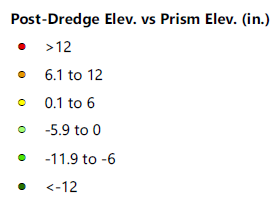 Post-Dredge Elev. vs Prism Elev. (in.)
>12
6.1 to 12
0.1 to 6
-5.9 to 0
-11.9 to -6
<-12